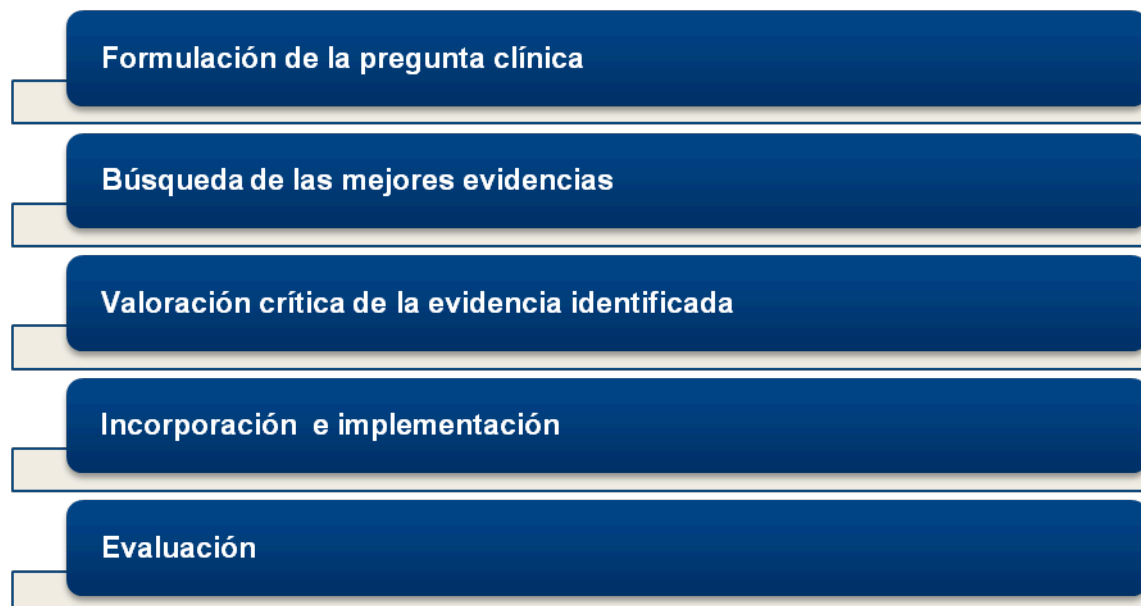 Formulación de la pregunta clínica
Búsqueda de las mejores evidencias
Valoración crítica de la evidencia identificada
Incorporación  e implementación
Evaluación